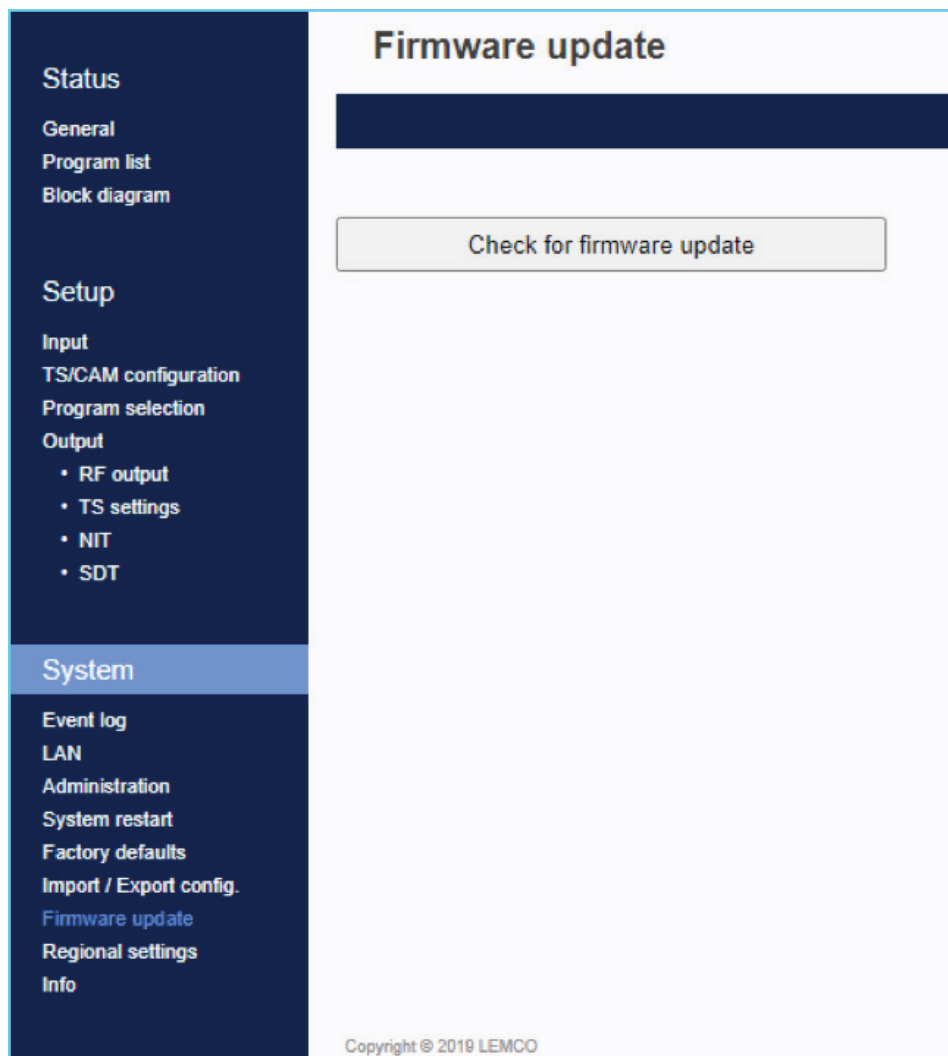 Status
General
Program list
Block diagram
Setup
Input
TS/CAM configuration
Program selection
Output
• RF output
• TS settings
• NIT
• SDT
System
Event log
LAN
Administration
System restart
Factory defaults
Import / Export config.
Firmware update
Regional settings
Info
Firmware update
Check for firmware update
Copyright © 2019 LEMCO